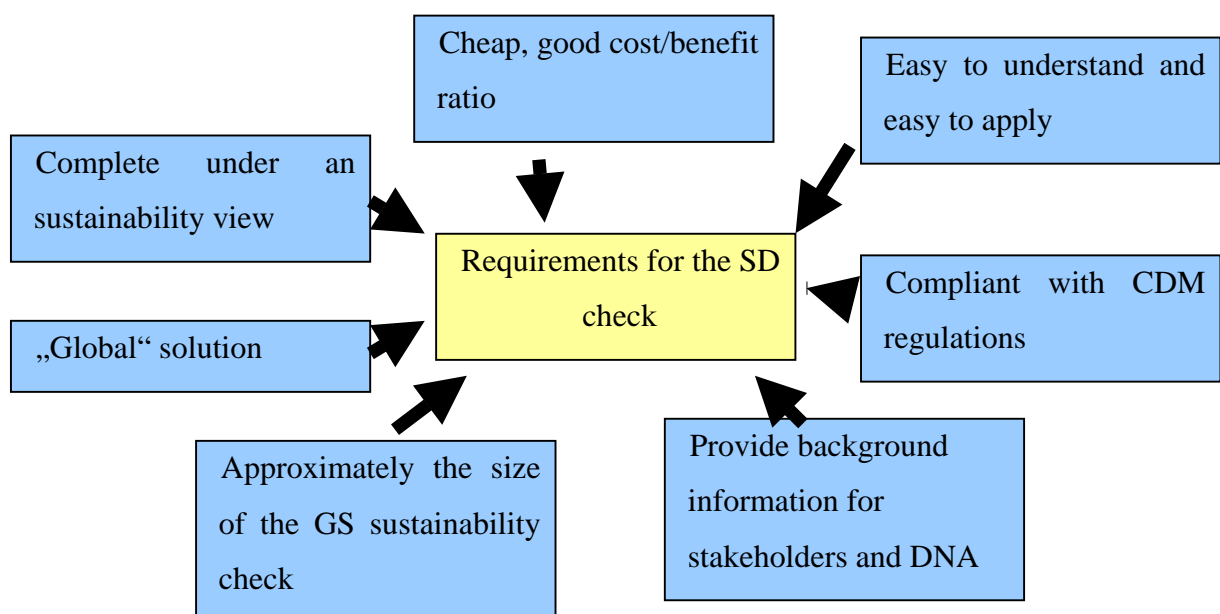 Cheap, good cost/benefit
ratio
Easy to understand and
easy to apply
Complete under an
sustainability view
Requirements for the SD
check
Compliant with CDM
regulations
„Global“ solution
Approximately the size
of the GS sustainability
check
Provide background
information for
stakeholders and DNA